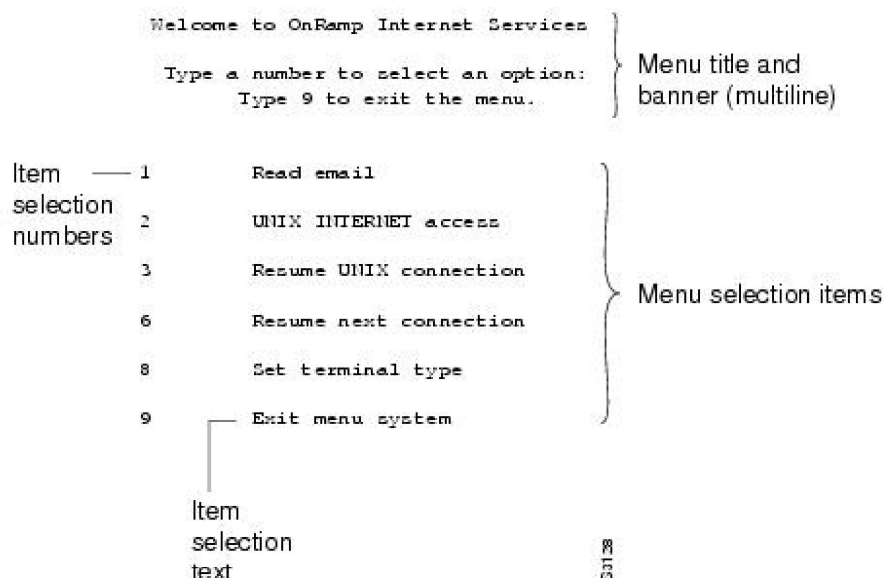 Welcome to OnRamp Internet Services
Type a number to select an option:
Type 9 to exit the menu.
Menu title and
banner (multiline)
Item
selection
numbers
1 Read email
2 UNIX INTERNET access
3 Resume UNIX connection
6 Resume next connection
8 Set terminal type
9 Exit menu system
Menu selection items
Item
selection
text
S3128